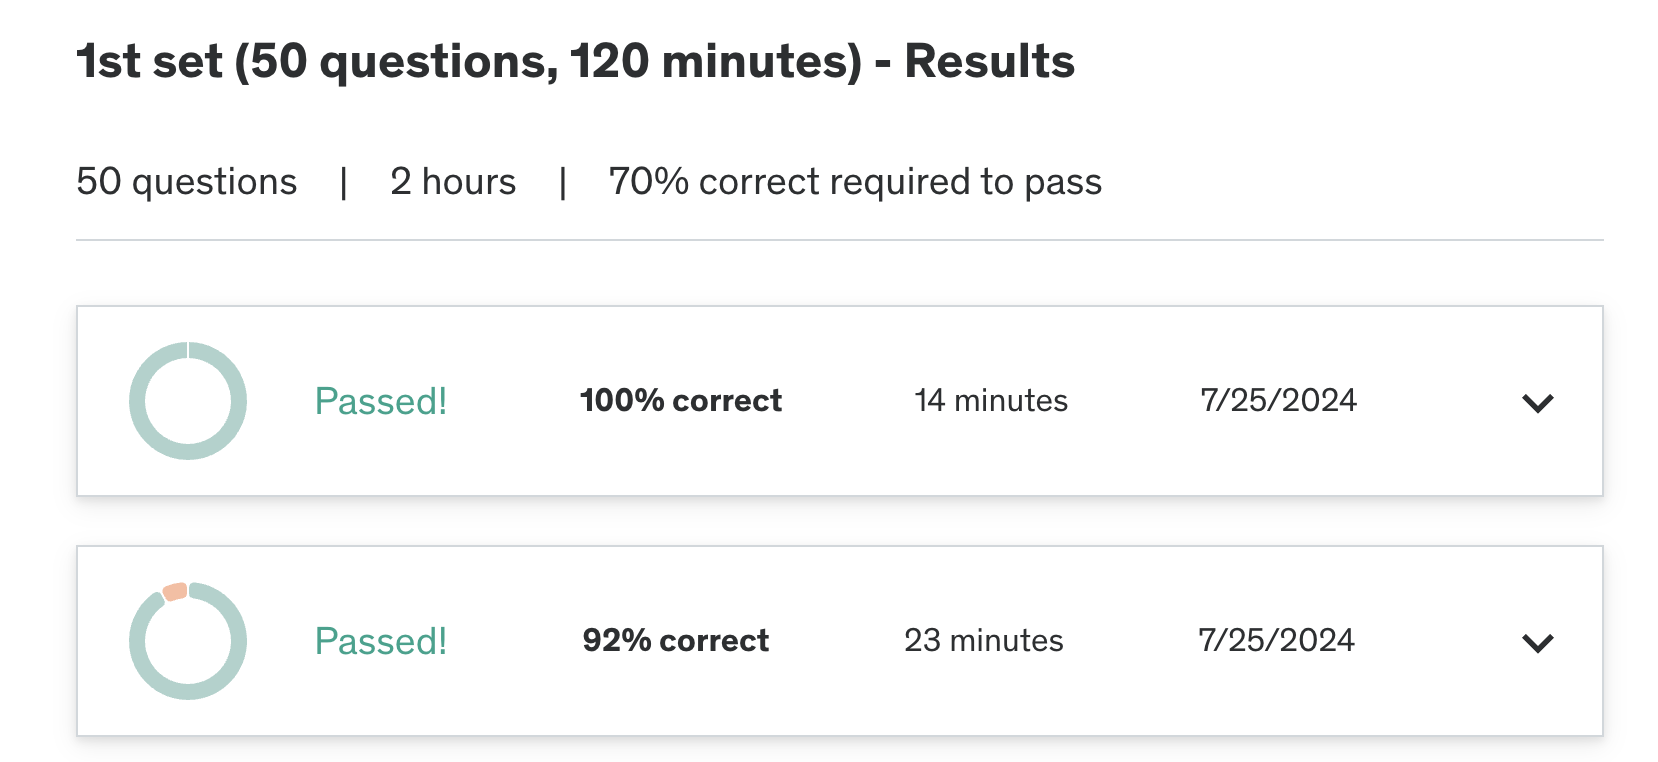 1st set (50 questions, 120 minutes) - Results
50 questions | 2 hours | 70% correct required to pass
Passed! 100% correct 14 minutes 7/25/2024
Passed! 92% correct 23 minutes 7/25/2024